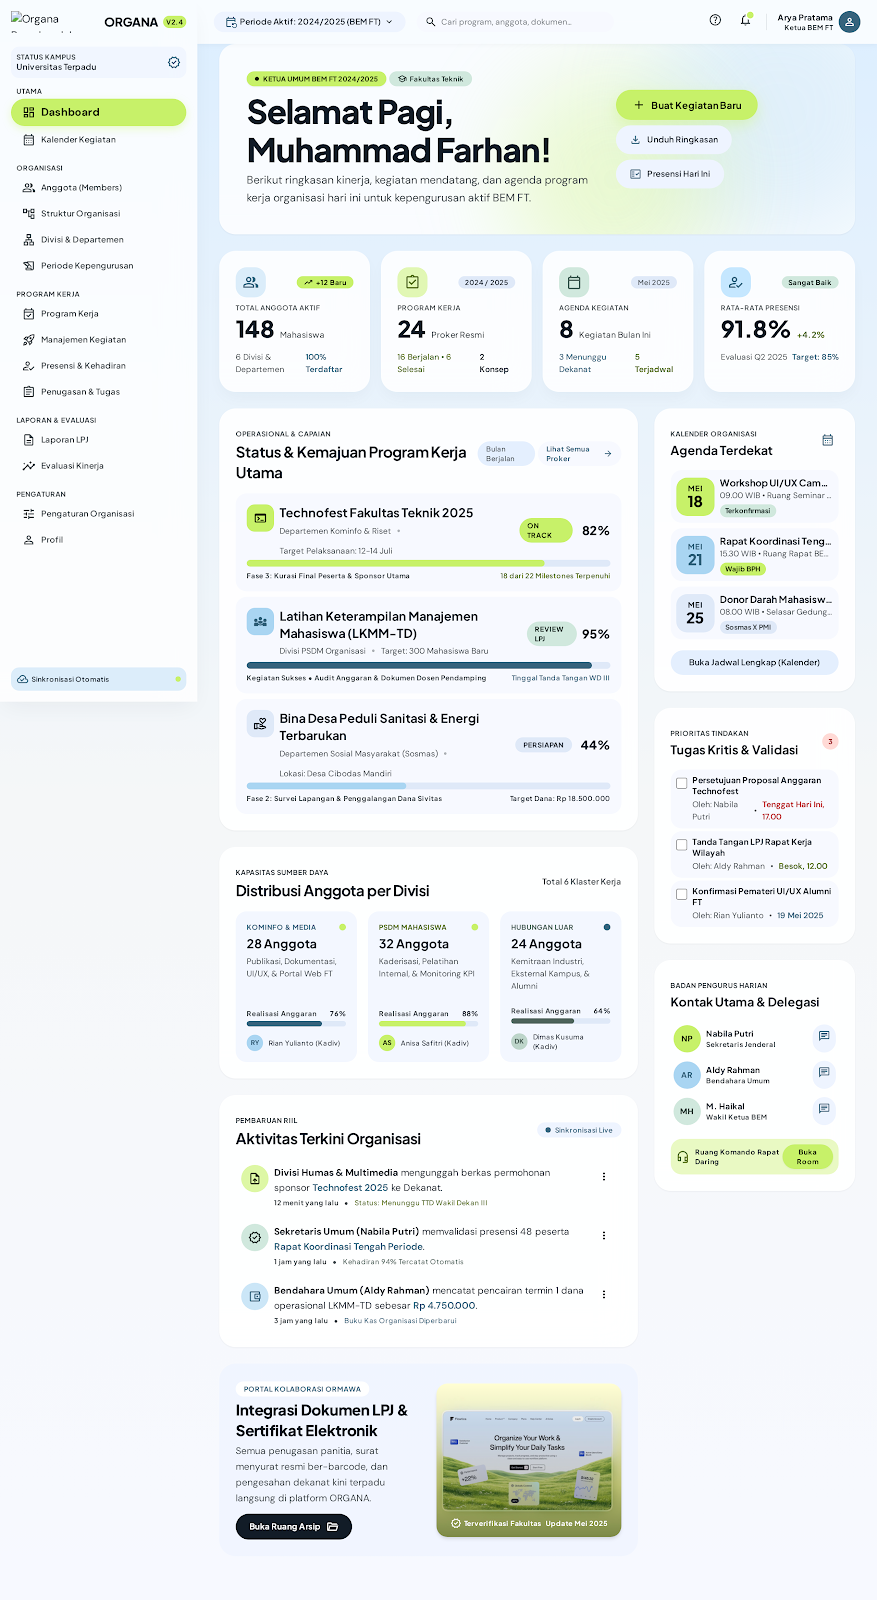 Organa
ORGANA
V2.4
Periode Aktif: 2024/2025 (BEM FT)
Cari program, anggota, dokumen..
Arya Pratama
Ketua BEM FT
STATUS KAMPUS
Universitas Terpadu
UTAMA
Dashboard
Kalender Kegiatan
ORGANISASI
Anggota (Members)
Struktur Organisasi
Divisi & Departemen
Periode Kepengurusan
PROGRAM KERJA
Program Kerja
Manajemen Kegiatan
Presensi & Kehadiran
Penugasan & Tugas
LAPORAN & EVALUASI
Laporan LPJ
Evaluasi Kinerja
PENGATURAN
Pengaturan Organisasi
Profil
Sinkronisasi Otomatis
KETUA UMUM BEM FT 2024/2025
Fakultas Teknik
Selamat Pagi,
Muhammad Farhan!
Berikut ringkasan kinerja, kegiatan mendatang, dan agenda program
kerja organisasi hari ini untuk kepengurusan aktif BEM FT.
Buat Kegiatan Baru
Unduh Ringkasan
Presensi Hari Ini
+12 Baru
TOTAL ANGGOTA AKTIF
148 Mahasiswa
6 Divisi & 100%
Departemen Terdaftar
2024 / 2025
PROGRAM KERJA
24 Proker Resmi
16 Berjalan • 6 2
Selesai Konsep
Mei 2025
AGENDA KEGIATAN
8 Kegiatan Bulan Ini
3 Menunggu 5
Dekanat Terjadwal
Sangat Baik
RATA-RATA PRESENSI
91.8% +4.2%
Evaluasi Q2 2025 Target: 85%
OPERASIONAL & CAPAIAN
Status & Kemajuan Program Kerja
Utama
Bulan
Berjalan
Lihat Semua
Proker
Technofest Fakultas Teknik 2025
Departemen Kominfo & Riset •
Target Pelaksanaan: 12-14 Juli
ON
TRACK
82%
Fase 3: Kurasi Final Peserta & Sponsor Utama
18 dari 22 Milestones Terpenuhi
Latihan Keterampilan Manajemen
Mahasiswa (LKMM-TD)
Divisi PSDM Organisasi • Target: 300 Mahasiswa Baru
REVIEW
LPJ
95%
Kegiatan Sukses • Audit Anggaran & Dokumen Dosen Pendamping
Tinggal Tanda Tangan WD III
Bina Desa Peduli Sanitasi & Energi
Terbarukan
Departemen Sosial Masyarakat (Sosmas) •
Lokasi: Desa Cibodas Mandiri
PERSIAPAN
44%
Fase 2: Survei Lapangan & Penggalangan Dana Sivitas
Target Dana: Rp 18.500.000
KAPASITAS SUMBER DAYA
Distribusi Anggota per Divisi
Total 6 Klaster Kerja
KOMINFO & MEDIA
28 Anggota
Publikasi, Dokumentasi,
UI/UX, & Portal Web FT
Realisasi Anggaran 76%
RY
Rian Yulianto (Kadiv)
PSDM MAHASISWA
32 Anggota
Kaderisasi, Pelatihan
Internal, & Monitoring KPI
Realisasi Anggaran 88%
AS
Anisa Safitri (Kadiv)
HUBUNGAN LUAR
24 Anggota
Kemitraan Industri,
Eksternal Kampus, &
Alumni
Realisasi Anggaran 64%
DK
Dimas Kusuma
(Kadiv)
PEMBARUAN RIIL
Aktivitas Terkini Organisasi
Sinkronisasi Live
Divisi Humas & Multimedia mengunggah berkas permohonan
sponsor Technofest 2025 ke Dekanat.
12 menit yang lalu • Status: Menunggu TTD Wakil Dekan III
Sekretaris Umum (Nabila Putri) memvalidasi presensi 48 peserta
Rapat Koordinasi Tengah Periode.
1 jam yang lalu • Kehadiran 94% Tercatat Otomatis
Bendahara Umum (Aldy Rahman) mencatat pencairan termin 1 dana
operasional LKMM-TD sebesar Rp 4.750.000.
3 jam yang lalu • Buku Kas Organisasi Diperbarui
PORTAL KOLABORASI ORMAWA
Integrasi Dokumen LPJ &
Sertifikat Elektronik
Semua penugasan panitia, surat
menyurat resmi ber-barcode, dan
pengesahan dekanat kini terpadu
langsung di platform ORGANA.
Buka Ruang Arsip
Organize Your Work &
Simplify Your Daily Tasks
Terverifikasi Fakultas Update Mei 2025
KALENDER ORGANISASI
Agenda Terdekat
MEI
18
Workshop UI/UX Cam...
09.00 WIB • Ruang Seminar ...
Terkonfirmasi
MEI
21
Rapat Koordinasi Teng...
15.30 WIB • Ruang Rapat BE...
Wajib BPH
MEI
25
Donor Darah Mahasisw...
08.00 WIB • Selasar Gedung...
Sosmas X PMI
Buka Jadwal Lengkap (Kalender)
PRIORITAS TINDAKAN
Tugas Kritis & Validasi
3
Persetujuan Proposal Anggaran
Technofest
Oleh: Nabila • Tenggat Hari Ini,
Putri 17.00
Tanda Tangan LPJ Rapat Kerja
Wilayah
Oleh: Aldy Rahman • Besok, 12.00
Konfirmasi Pemateri UI/UX Alumni
FT
Oleh: Rian Yulianto • 19 Mei 2025
BADAN PENGURUS HARIAN
Kontak Utama & Delegasi
NP
Nabila Putri
Sekretaris Jenderal
AR
Aldy Rahman
Bendahara Umum
MH
M. Haikal
Wakil Ketua BEM
Ruang Komando Rapat
Daring
Buka
Room